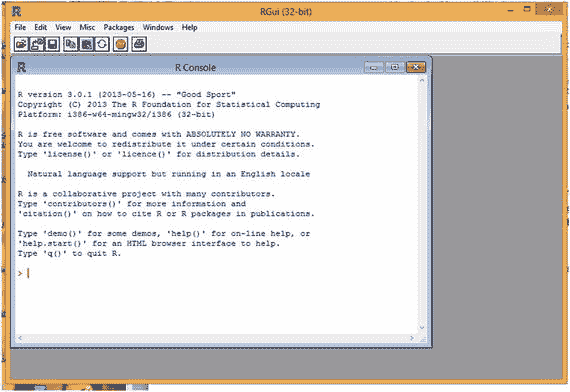 RGui (32-bit)
File Edit View Misc Packages Windows Help
R Console
R version 3.0.1 (2013-05-16) -- "Good Sport"
Copyright (C) 2013 The R Foundation for Statistical Computing
Platform: i386-w64-mingw32/i386 (32-bit)
R is free software and comes with ABSOLUTELY NO WARRANTY.
You are welcome to redistribute it under certain conditions.
Type 'license()' or 'licence()' for distribution details.
Natural language support but running in an English locale
R is a collaborative project with many contributors.
Type 'contributors()' for more information and
'citation()' on how to cite R or R packages in publications.
Type 'demo()' for some demos, 'help()' for on-line help, or
'help.start()' for an HTML browser interface to help.
Type 'q()' to quit R.
>